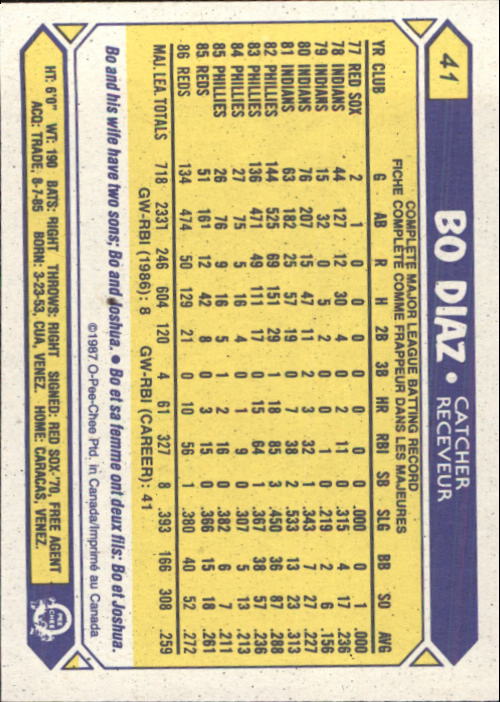 41
BO DIAZ • CATCHER
RECEVEUR
COMPLETE MAJOR LEAGUE BATTING RECORD
FICHE COMPLÈTE COMME FRAPPEUR DANS LES MAJEURES
YR CLUB G AB R H 2B 3B HR RBI SB SLG BB SO AVG
77 RED SOX 2 1 0 0 0 0 0 0 0 .000 0 1 .000
78 INDIANS 44 127 12 30 4 0 2 11 0 .315 4 17 .236
79 INDIANS 15 32 0 5 2 0 0 1 0 .219 2 6 .156
80 INDIANS 76 207 15 47 11 2 3 32 1 .343 7 27 .227
81 INDIANS 63 182 25 57 19 0 7 38 2 .533 13 23 .313
82 PHILLIES 144 525 69 151 29 1 18 85 3 .450 36 87 .288
83 PHILLIES 136 471 49 111 17 0 15 64 1 .367 38 57 .236
84 PHILLIES 27 75 5 16 4 0 1 9 0 .307 5 13 .213
85 PHILLIES 26 76 9 16 5 1 2 16 0 .382 6 7 .211
85 REDS 51 161 12 42 8 0 3 15 0 .366 15 18 .261
86 REDS 134 474 50 129 21 0 10 56 1 .380 40 52 .272
MAJ. LEA. TOTALS 718 2331 246 604 120 4 61 327 8 .393 166 308 .259
GW-RBI (1986): 8 GW-RBI (CAREER): 41
Bo and his wife have two sons; Bo and Joshua. • Bo et sa femme ont deux fils: Bo et Joshua.
©1987 O-Pee-Chee Ptd. in Canada/Imprimé au Canada
HT: 6'0" WT: 190 BATS: RIGHT THROWS: RIGHT SIGNED: RED SOX-'70, FREE AGENT
ACQ: TRADE, 8-7-85 BORN: 3-23-53, CUA, VENEZ. HOME: CARACAS, VENEZ.
O
PEE
CHEE